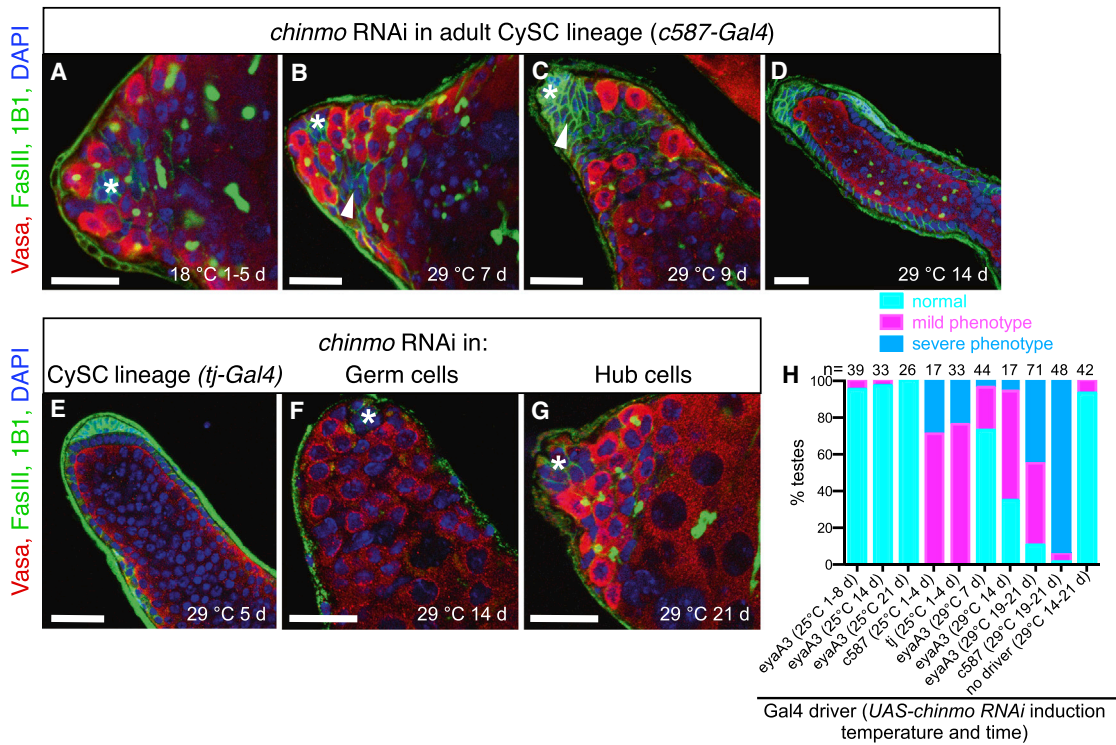 chinmo RNAi in adult CySC lineage (c587-Gal4)
Vasa, FasIII, 1B1, DAPI
A
*
18 °C 1-5 d
B
*
29 °C 7 d
C
*
29 °C 9 d
D
29 °C 14 d
chinmo RNAi in:
CySC lineage (tj-Gal4)
Germ cells
Hub cells
Vasa, FasIII, 1B1, DAPI
E
29 °C 5 d
F
*
29 °C 14 d
G
*
29 °C 21 d
normal
mild phenotype
severe phenotype
H
n= 39 33 26 17 33 44 17 71 48 42
% testes
100
80
60
40
20
0
eyaA3 (25°C 1-8 d)
eyaA3 (25°C 14 d)
eyaA3 (25°C 21 d)
c587 (25°C 1-4 d)
tj (25°C 1-4 d)
eyaA3 (29°C 7 d)
eyaA3 (29°C 14 d)
eyaA3 (29°C 19-21 d)
c587 (29°C 19-21 d)
no driver (29°C 14-21 d)
Gal4 driver (UAS-chinmo RNAi induction
temperature and time)